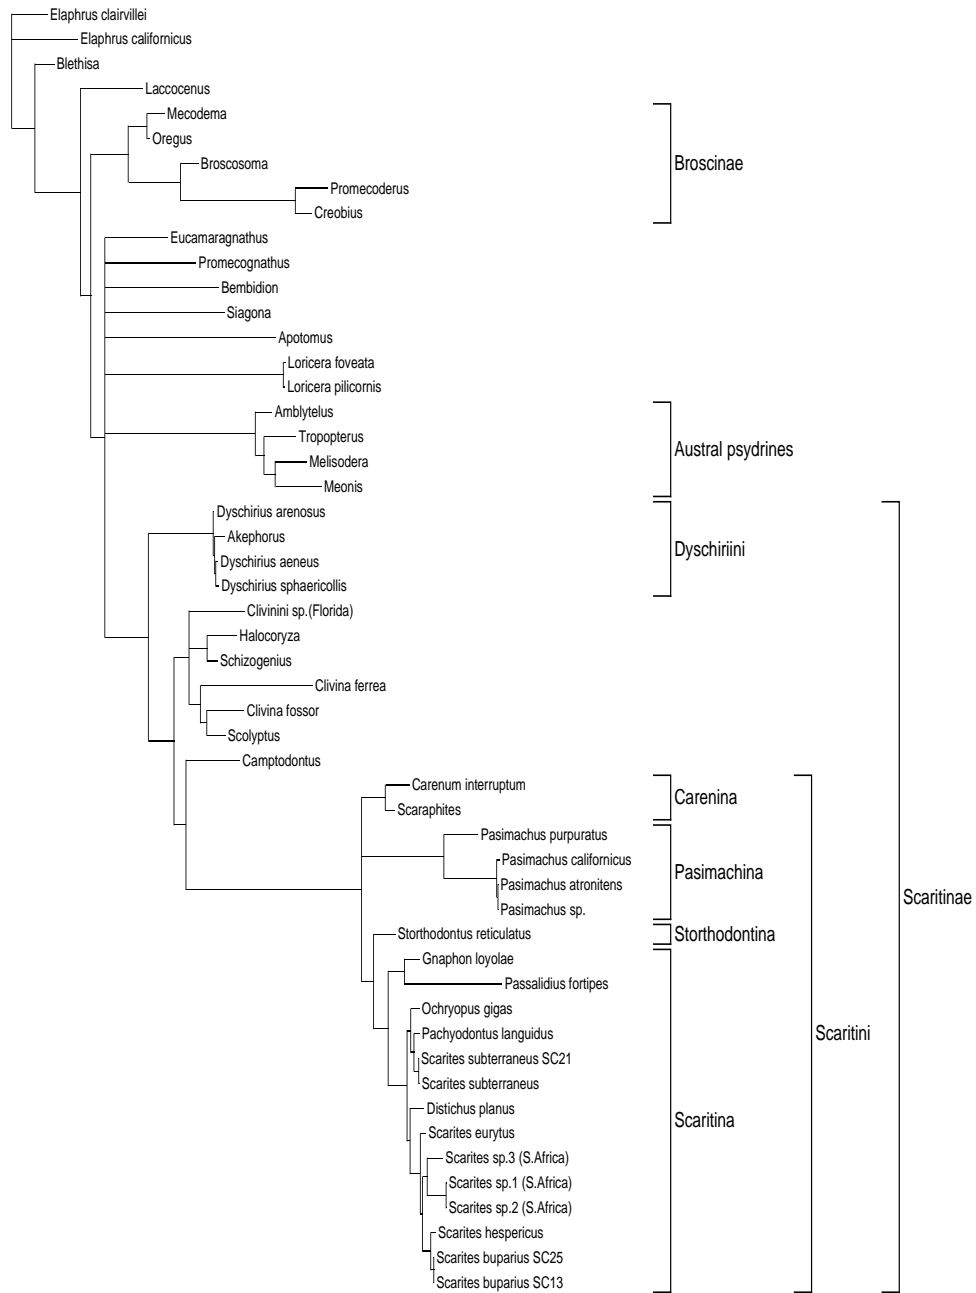 Elaphrus clairvillei
Elaphrus californicus
Blethisa
Laccocenus
Mecodema
Oregus
Broscosoma
Promecoderus
Creobius
Broscinae
Eucamaragnathus
Promecognathus
Bembidion
Siagona
Apotomus
Loricera foveata
Loricera pilicornis
Amblytelus
Tropopterus
Melisodera
Meonis
Austral psydrines
Dyschirius arenosus
Akephorus
Dyschirius aeneus
Dyschirius sphaericollis
Dyschiriini
Clivinini sp.(Florida)
Halocoryza
Schizogenius
Clivina ferrea
Clivina fossor
Scolyptus
Camptodontus
Carenum interruptum
Scaraphites
Carenina
Pasimachus purpuratus
Pasimachus californicus
Pasimachus atronitens
Pasimachus sp.
Pasimachina
Storthodontus reticulatus
Storthodontina
Gnaphon loyolae
Passalidius fortipes
Ochryopus gigas
Pachyodontus languidus
Scarites subterraneus SC21
Scarites subterraneus
Distichus planus
Scarites eurytus
Scarites sp.3 (S.Africa)
Scarites sp.1 (S.Africa)
Scarites sp.2 (S.Africa)
Scarites hespericus
Scarites buparius SC25
Scarites buparius SC13
Scaritina
Scaritini
Scaritinae